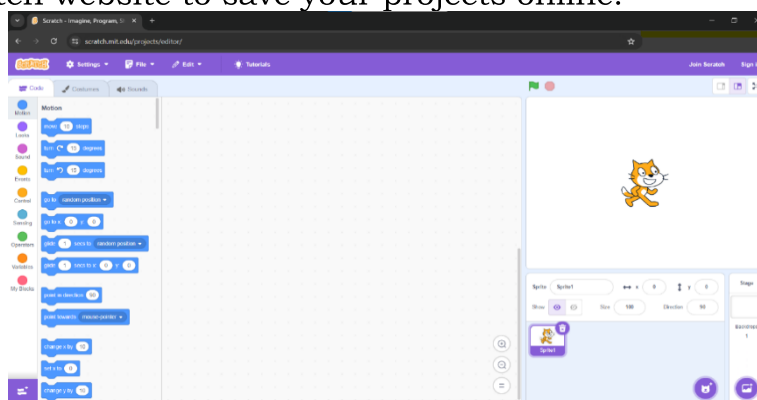 ch website to save your projects online.
Scratch - Imagine, Program, S
scratch.mit.edu/projects/editor/
SCRATCH Settings File Edit Tutorials Join Scratch Sign i
Code Costumes Sounds
Motion
Motion
Looks
Sound
Events
Control
Sensing
Operators
Variables
My Blocks
move 10 steps
turn 15 degrees
turn 15 degrees
go to random position
go to x: 0 y: 0
glide 1 secs to random position
glide 1 secs to x: 0 y: 0
point in direction 90
point towards mouse-pointer
change x by 10
set x to 0
change y by 10
Sprite Sprite1 x 0 y 0
Show Size 100 Direction 90
Sprite1
Stage
1